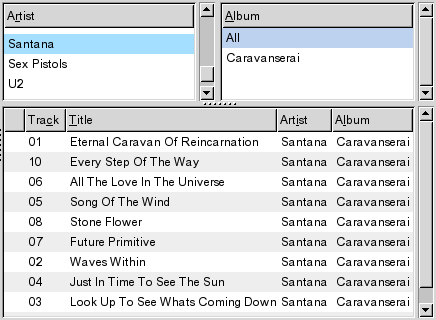 Artist Album
Santana All
Sex Pistols Caravanserai
U2
Track Title Artist Album
01 Eternal Caravan Of Reincarnation Santana Caravanserai
10 Every Step Of The Way Santana Caravanserai
06 All The Love In The Universe Santana Caravanserai
05 Song Of The Wind Santana Caravanserai
08 Stone Flower Santana Caravanserai
07 Future Primitive Santana Caravanserai
02 Waves Within Santana Caravanserai
04 Just In Time To See The Sun Santana Caravanserai
03 Look Up To See Whats Coming Down Santana Caravanserai